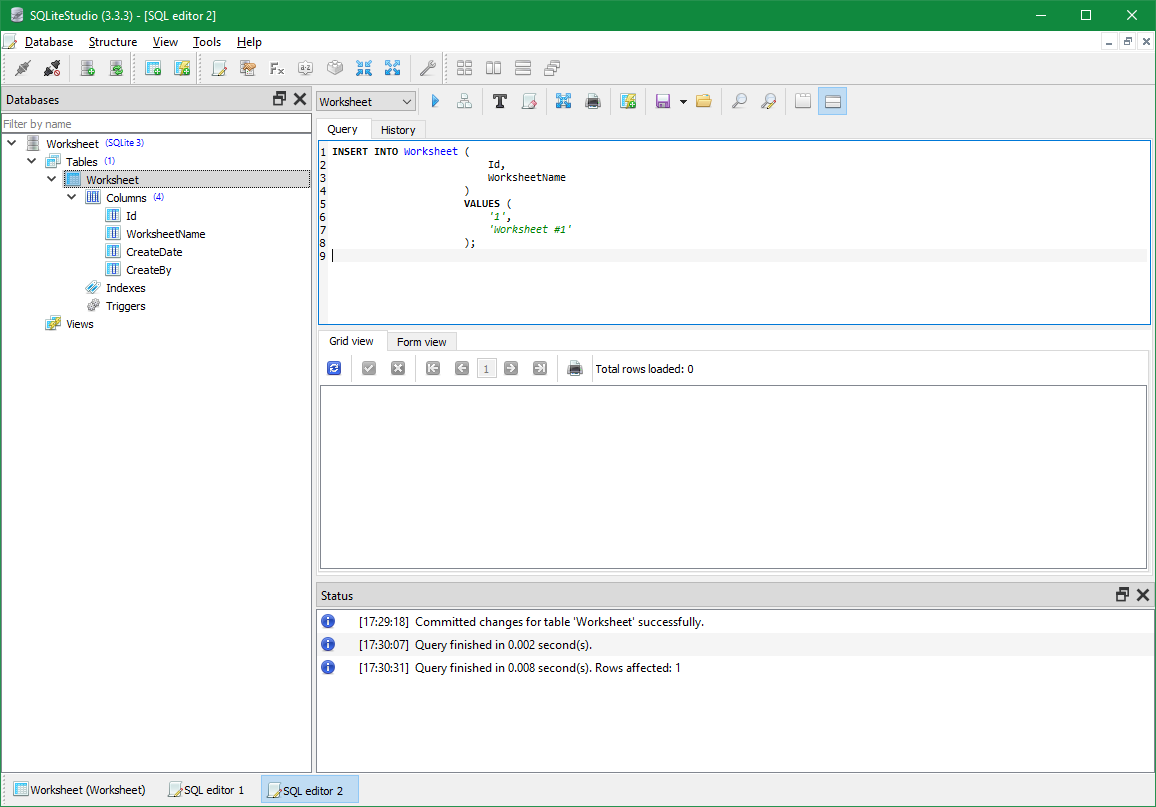 SQLiteStudio (3.3.3) - [SQL editor 2]
Database Structure View Tools Help
Databases
Filter by name
Worksheet (SQLite 3)
Tables (1)
Worksheet
Columns (4)
Id
WorksheetName
CreateDate
CreateBy
Indexes
Triggers
Views
Worksheet
Query History
1 INSERT INTO Worksheet (
2 Id,
3 WorksheetName
4 )
5 VALUES (
6 '1',
7 'Worksheet #1'
8 );
9
Grid view Form view
1 Total rows loaded: 0
Status
[17:29:18] Committed changes for table 'Worksheet' successfully.
[17:30:07] Query finished in 0.002 second(s).
[17:30:31] Query finished in 0.008 second(s). Rows affected: 1
Worksheet (Worksheet) SQL editor 1 SQL editor 2